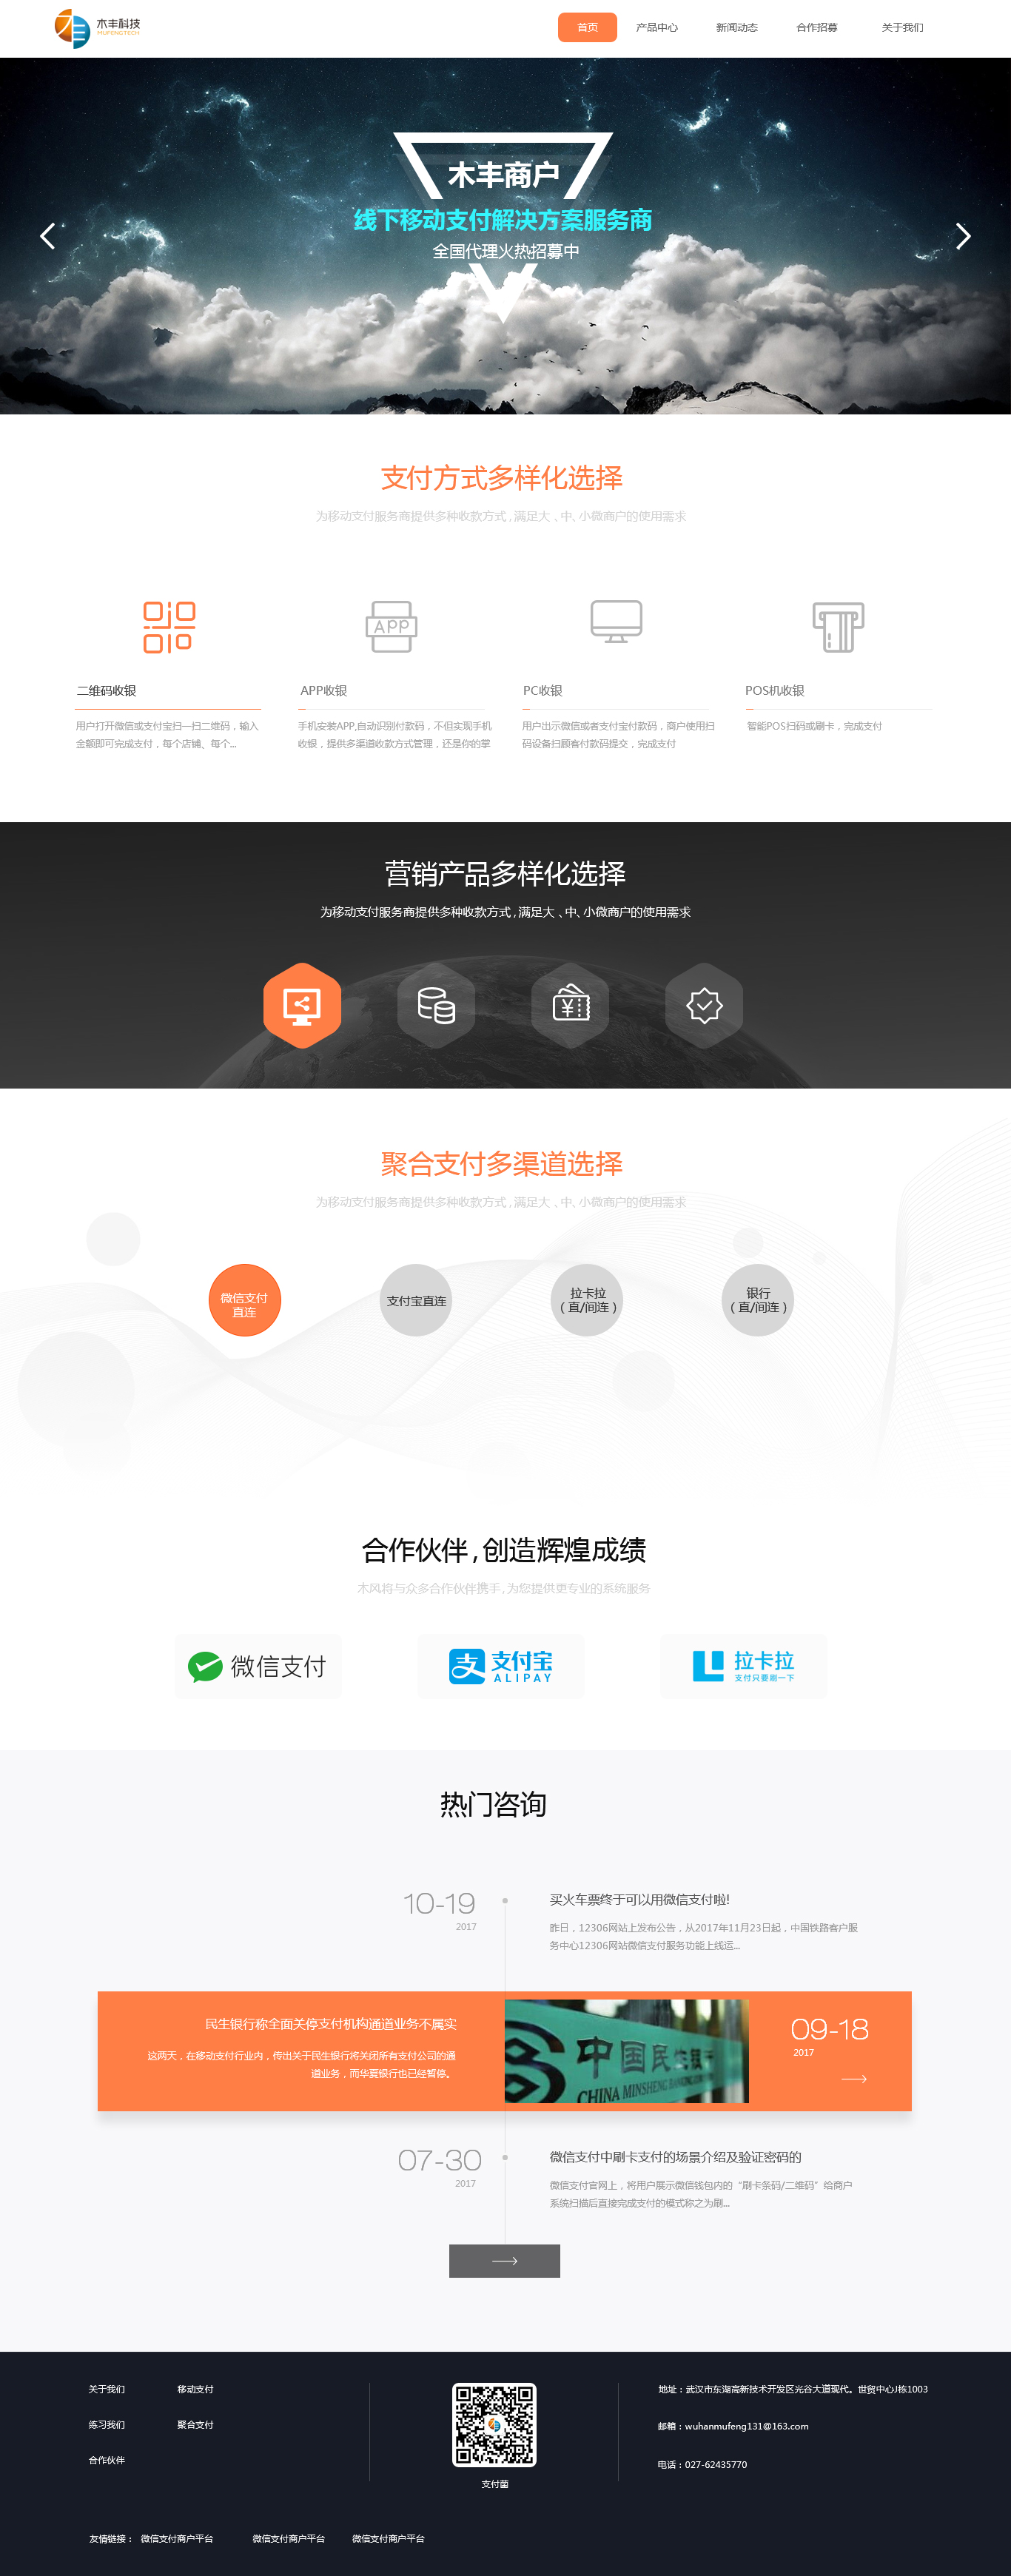 木丰科技
MUFENGTECH
首页 产品中心 新闻动态 合作招募 关于我们
木丰商户
线下移动支付解决方案服务商
全国代理火热招募中
支付方式多样化选择
为移动支付服务商提供多种收款方式,满足大、中、小微商户的使用需求
APP
二维码收银
用户打开微信或支付宝扫一扫二维码，输入
金额即可完成支付，每个店铺、每个...
APP收银
手机安装APP,自动识别付款码，不但实现手机
收银，提供多渠道收款方式管理，还是你的掌
PC收银
用户出示微信或者支付宝付款码，商户使用扫
码设备扫顾客付款码提交，完成支付
POS机收银
智能POS扫码或刷卡，完成支付
营销产品多样化选择
为移动支付服务商提供多种收款方式,满足大、中、小微商户的使用需求
¥
聚合支付多渠道选择
为移动支付服务商提供多种收款方式,满足大、中、小微商户的使用需求
微信支付
直连
支付宝直连
拉卡拉
（直/间连）
银行
（直/间连）
合作伙伴,创造辉煌成绩
木风将与众多合作伙伴携手,为您提供更专业的系统服务
微信支付
支 支付宝
ALIPAY
拉卡拉
支付只要刷一下
热门咨询
10-19
2017
买火车票终于可以用微信支付啦!
昨日，12306网站上发布公告，从2017年11月23日起，中国铁路客户服
务中心12306网站微信支付服务功能上线运...
民生银行称全面关停支付机构通道业务不属实
这两天，在移动支付行业内，传出关于民生银行将关闭所有支付公司的通
道业务，而华夏银行也已经暂停。
中国民生银行
CHINA MINSHENG BANKING
09-18
2017
07-30
2017
微信支付中刷卡支付的场景介绍及验证密码的
微信支付官网上，将用户展示微信钱包内的“刷卡条码/二维码”给商户
系统扫描后直接完成支付的模式称之为刷...
关于我们 移动支付
练习我们 聚合支付
合作伙伴
支付菌
地址：武汉市东湖高新技术开发区光谷大道现代。世贸中心J栋1003
邮箱：wuhanmufeng131@163.com
电话：027-62435770
友情链接： 微信支付商户平台 微信支付商户平台 微信支付商户平台